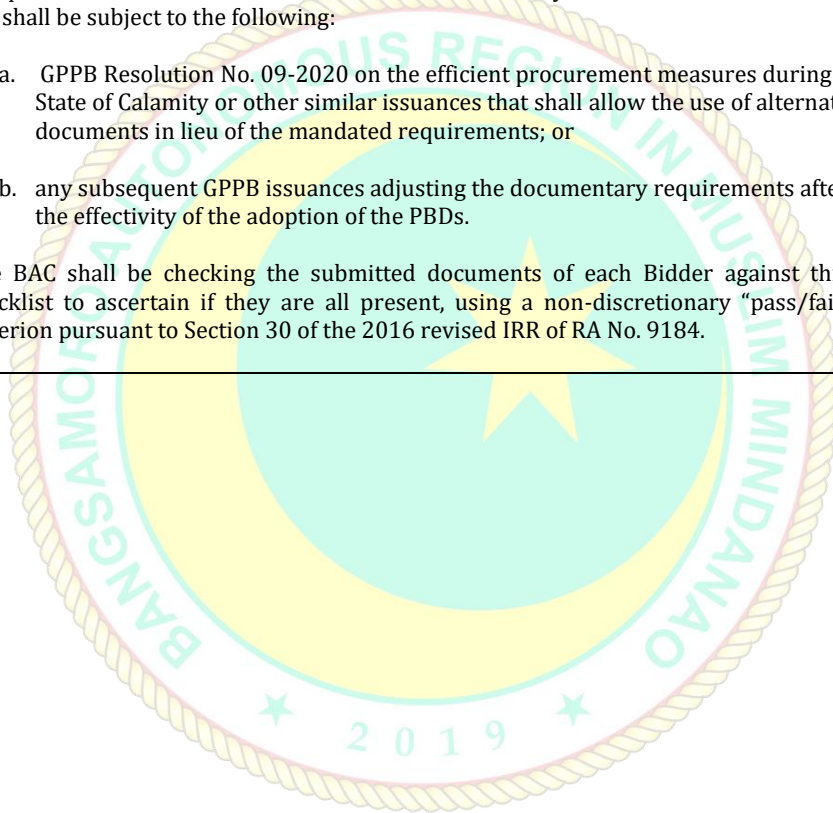 shall be subject to the following:
a. GPPB Resolution No. 09-2020 on the efficient procurement measures during
State of Calamity or other similar issuances that shall allow the use of alternat
documents in lieu of the mandated requirements; or
b. any subsequent GPPB issuances adjusting the documentary requirements afte
the effectivity of the adoption of the PBDs.
e BAC shall be checking the submitted documents of each Bidder against th
cklist to ascertain if they are all present, using a non-discretionary “pass/fai
erion pursuant to Section 30 of the 2016 revised IRR of RA No. 9184.
BANGSAMORO AUTONOMOUS REGION IN MUSLIM MINDANAO
2019